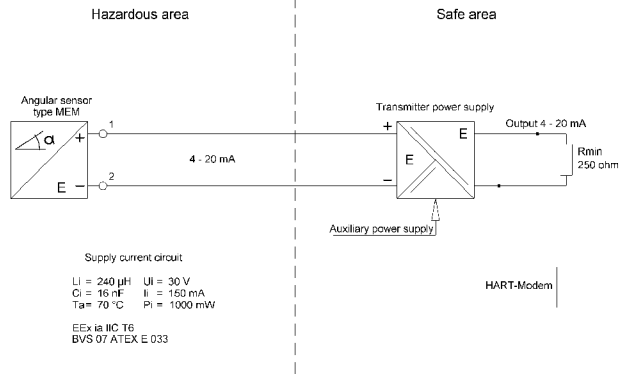 Hazardous area
Safe area
Angular sensor
type MEM
α
+
E
−
1
2
4 - 20 mA
Transmitter power supply
+
−
E
E
Output 4 - 20 mA
Rmin
250 ohm
Auxiliary power supply
Supply current circuit
Li = 240 µH Ui = 30 V
Ci = 16 nF Ii = 150 mA
Ta= 70 °C Pi = 1000 mW
EEx ia IIC T6
BVS 07 ATEX E 033
HART-Modem